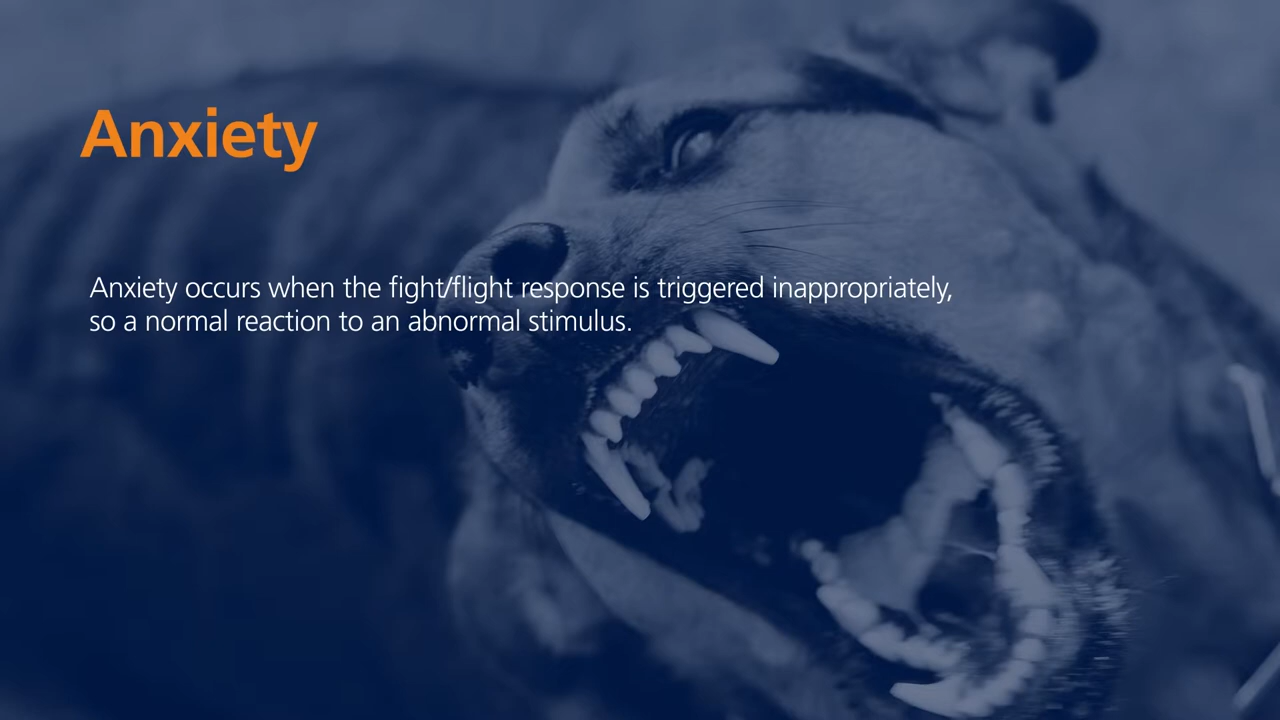 Anxiety
Anxiety occurs when the fight/flight response is triggered inappropriately,
so a normal reaction to an abnormal stimulus.